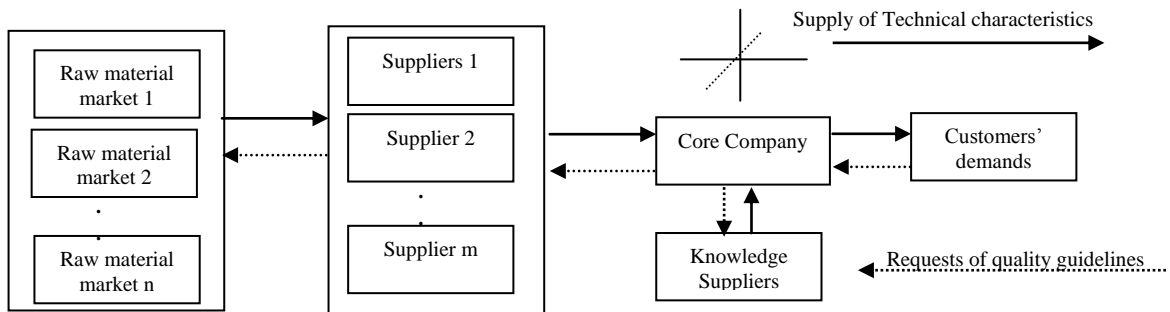 Supply of Technical characteristics
Raw material
market 1
Raw material
market 2
Raw material
market n
Suppliers 1
Supplier 2
Supplier m
Core Company
Customers’
demands
Knowledge
Suppliers
Requests of quality guidelines